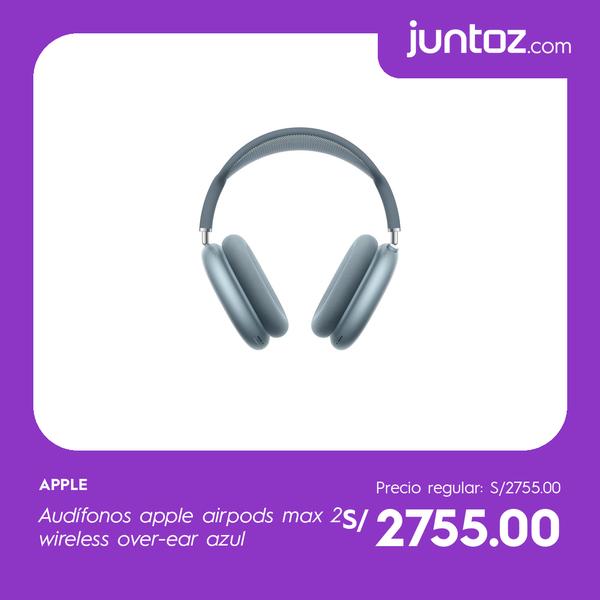 juntoz.com
APPLE
Audífonos apple airpods max 2
wireless over-ear azul
Precio regular: S/2755.00
S/ 2755.00